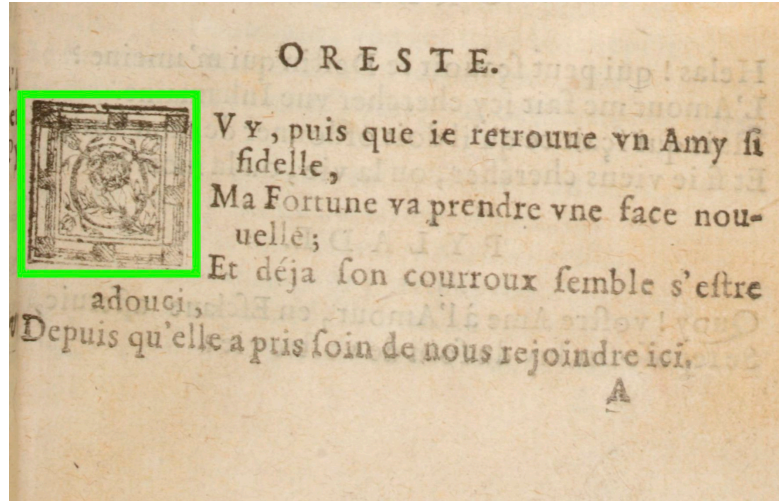 ORESTE.
OVY, puis que ie retrouue vn Amy ſi
fidelle,
Ma Fortune va prendre vne face nou-
uelle;
Et déja ſon courroux ſemble s'eſtre
adouci,
Depuis qu'elle a pris ſoin de nous rejoindre ici.
A